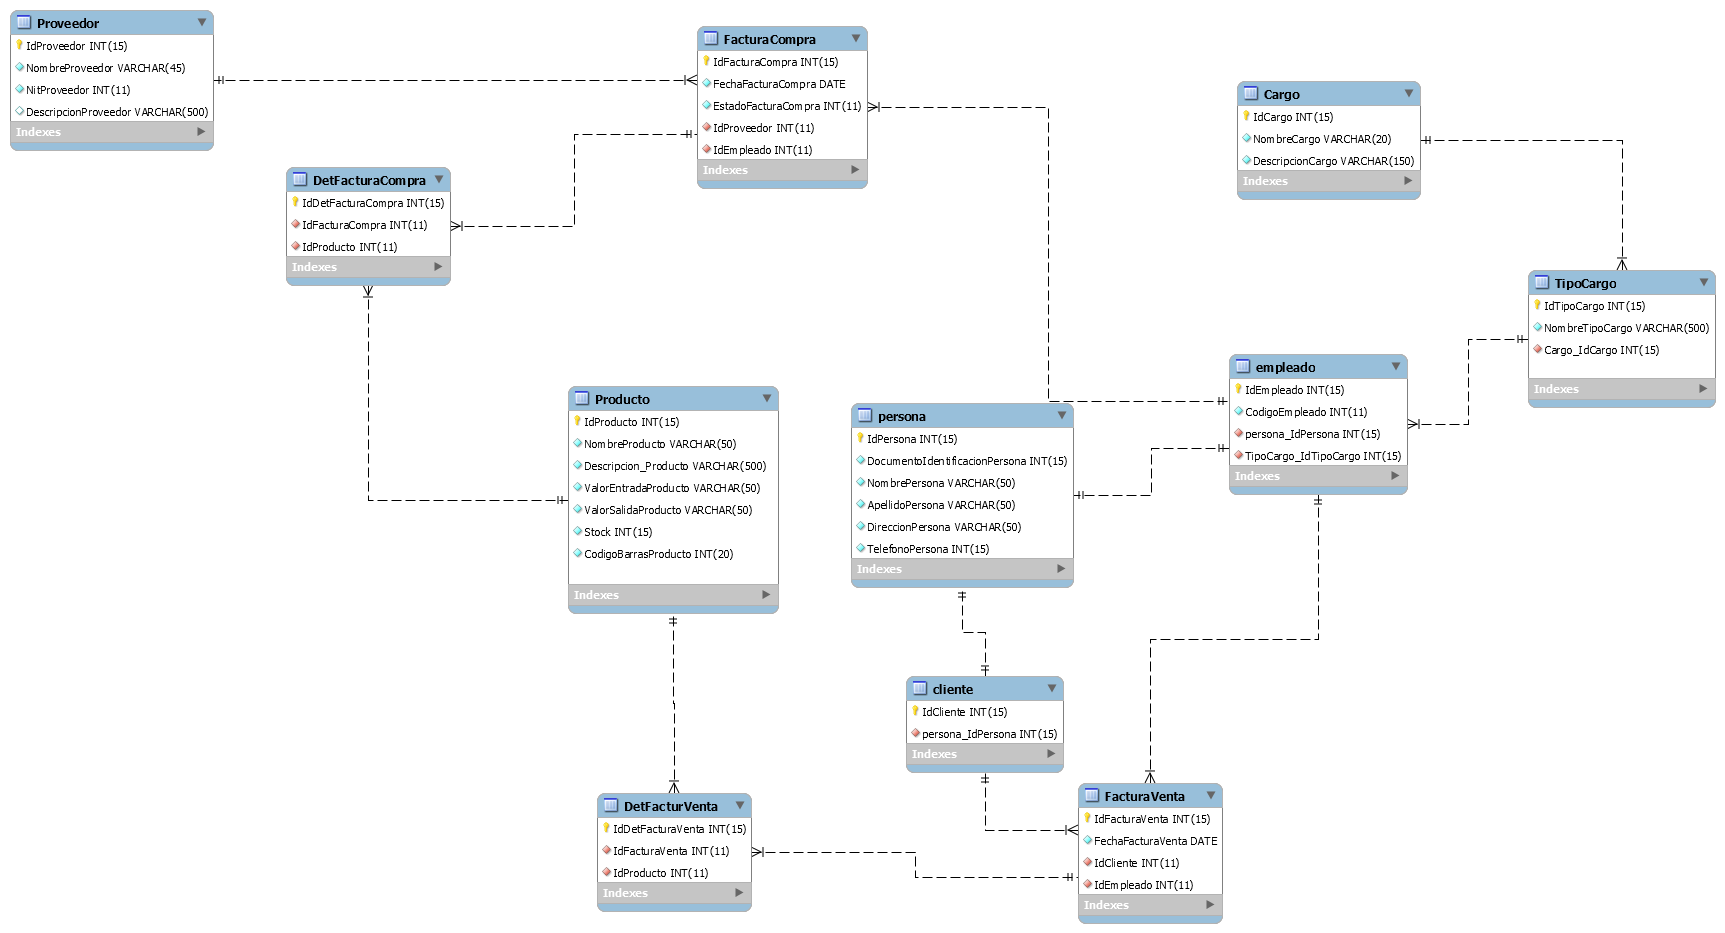 Proveedor
IdProveedor INT(15)
NombreProveedor VARCHAR(45)
NitProveedor INT(11)
DescripcionProveedor VARCHAR(500)
Indexes
FacturaCompra
IdFacturaCompra INT(15)
FechaFacturaCompra DATE
EstadoFacturaCompra INT(11)
IdProveedor INT(11)
IdEmpleado INT(11)
Indexes
Cargo
IdCargo INT(15)
NombreCargo VARCHAR(20)
DescripcionCargo VARCHAR(150)
Indexes
DetFacturaCompra
IdDetFacturaCompra INT(15)
IdFacturaCompra INT(11)
IdProducto INT(11)
Indexes
TipoCargo
IdTipoCargo INT(15)
NombreTipoCargo VARCHAR(500)
Cargo_IdCargo INT(15)
Indexes
empleado
IdEmpleado INT(15)
CodigoEmpleado INT(11)
persona_IdPersona INT(15)
TipoCargo_IdTipoCargo INT(15)
Indexes
Producto
IdProducto INT(15)
NombreProducto VARCHAR(50)
Descripcion_Producto VARCHAR(500)
ValorEntradaProducto VARCHAR(50)
ValorSalidaProducto VARCHAR(50)
Stock INT(15)
CodigoBarrasProducto INT(20)
Indexes
persona
IdPersona INT(15)
DocumentoIdentificacionPersona INT(15)
NombrePersona VARCHAR(50)
ApellidoPersona VARCHAR(50)
DireccionPersona VARCHAR(50)
TelefonoPersona INT(15)
Indexes
cliente
IdCliente INT(15)
persona_IdPersona INT(15)
Indexes
DetFacturVenta
IdDetFacturaVenta INT(15)
IdFacturaVenta INT(11)
IdProducto INT(11)
Indexes
FacturaVenta
IdFacturaVenta INT(15)
FechaFacturaVenta DATE
IdCliente INT(11)
IdEmpleado INT(11)
Indexes